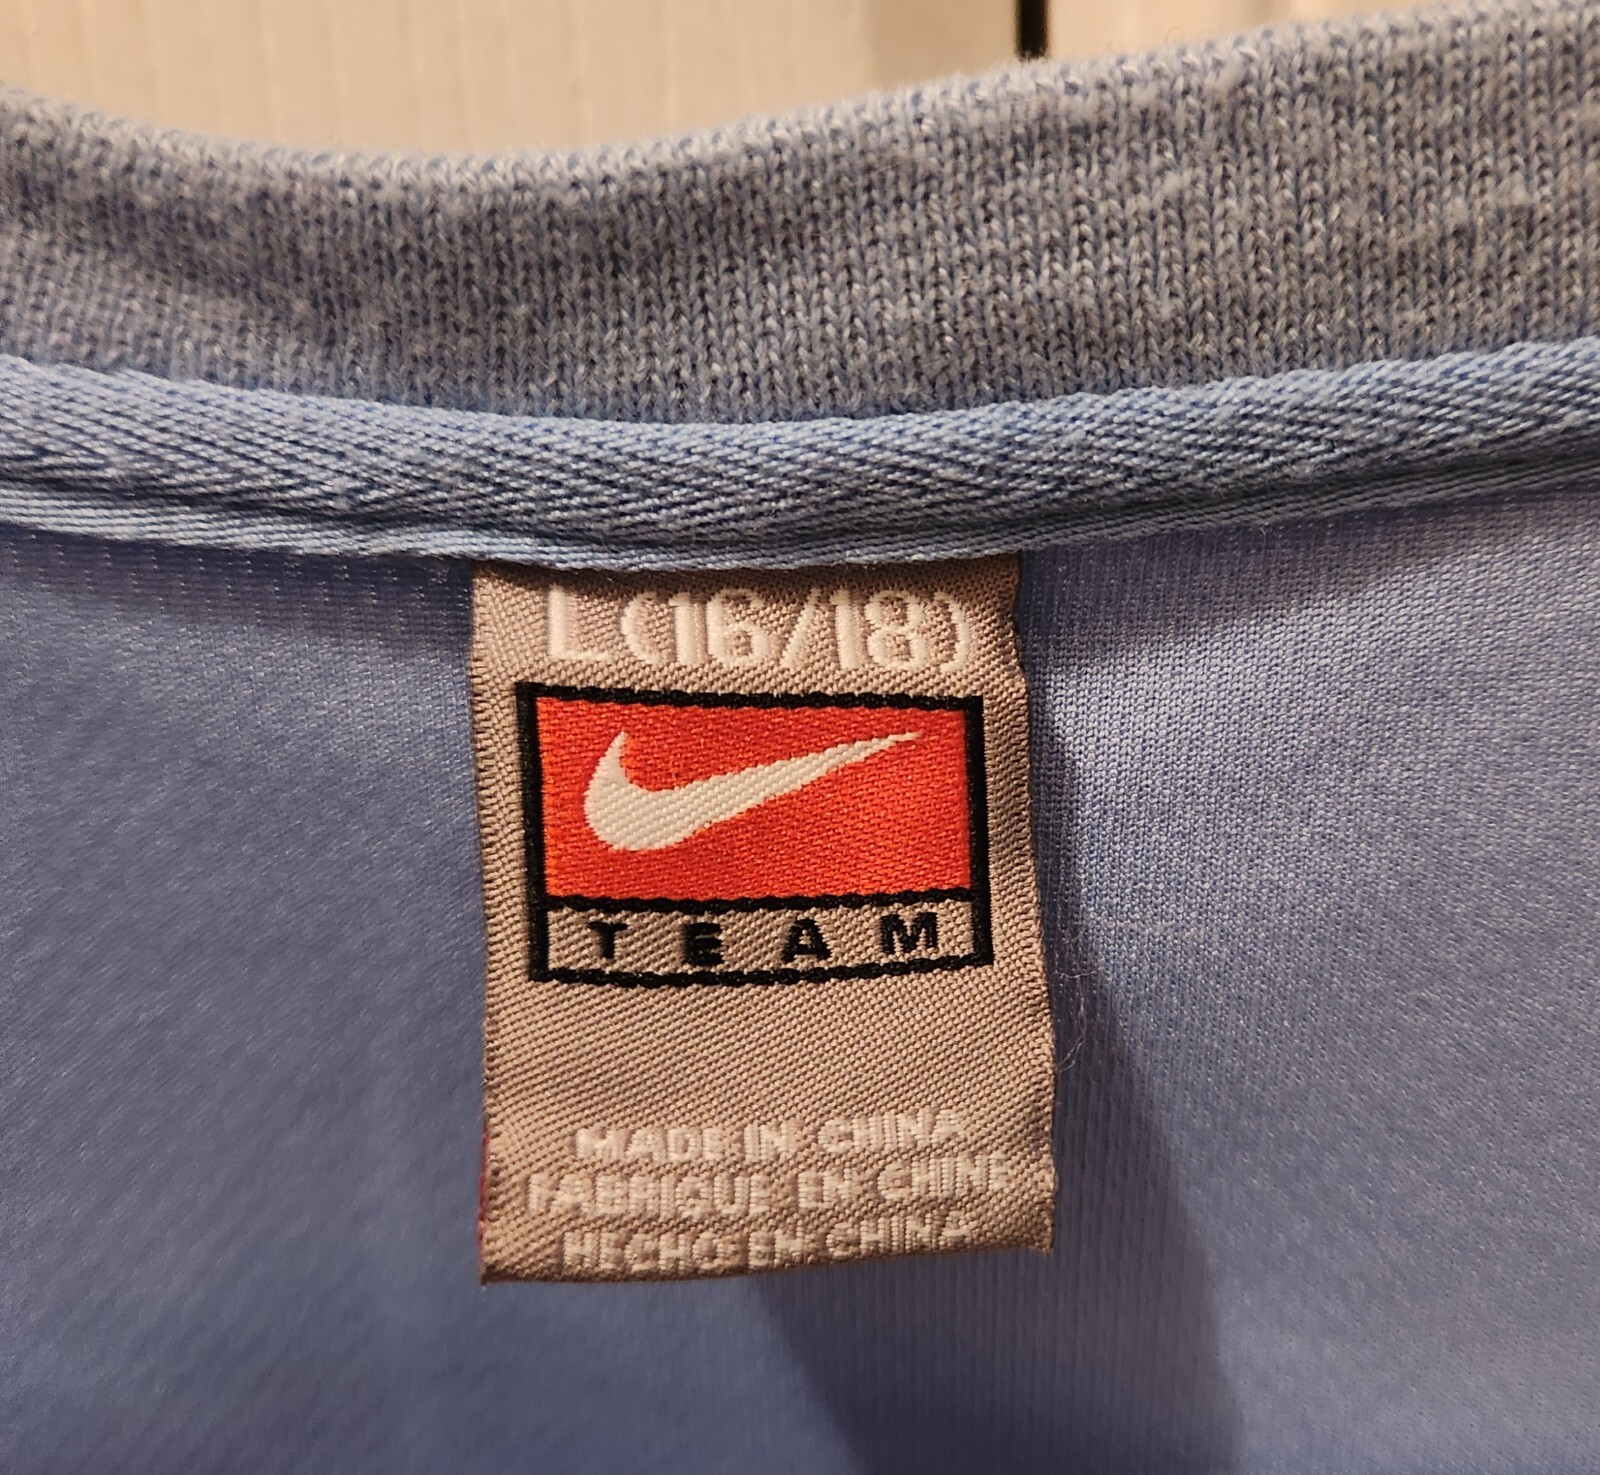 L(16/18)
TEAM
MADE IN CHINA
FABRIQUE EN CHINE
HECHO EN CHINA